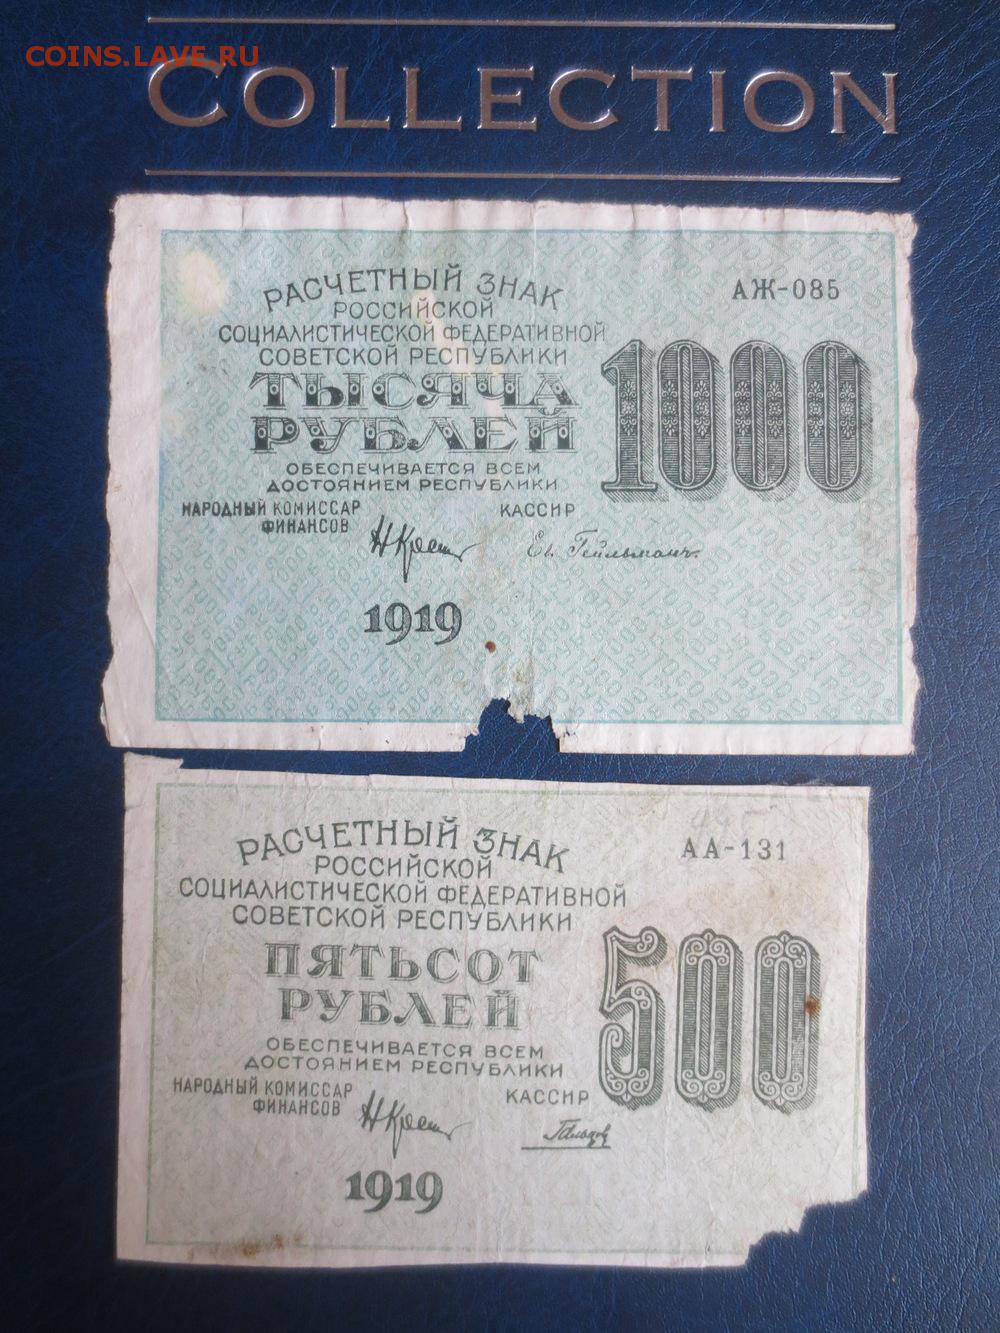 COINS.LAVE.RU
COLLECTION
РАСЧЕТНЫЙ ЗНАК
РОССИЙСКОЙ
СОЦИАЛИСТИЧЕСКОЙ ФЕДЕРАТИВНОЙ
СОВЕТСКОЙ РЕСПУБЛИКИ
АЖ-085
ТЫСЯЧА
РУБЛЕЙ
1000
ОБЕСПЕЧИВАЕТСЯ ВСЕМ
ДОСТОЯНИЕМ РЕСПУБЛИКИ
НАРОДНЫЙ КОМИССАР
ФИНАНСОВ
КАССИР
Ев. Гейльманъ
1919
РАСЧЕТНЫЙ ЗНАК
РОССИЙСКОЙ
СОЦИАЛИСТИЧЕСКОЙ ФЕДЕРАТИВНОЙ
СОВЕТСКОЙ РЕСПУБЛИКИ
АА-131
ПЯТЬСОТ
РУБЛЕЙ
500
ОБЕСПЕЧИВАЕТСЯ ВСЕМ
ДОСТОЯНИЕМ РЕСПУБЛИКИ
НАРОДНЫЙ КОМИССАР
ФИНАНСОВ
КАССИР
1919